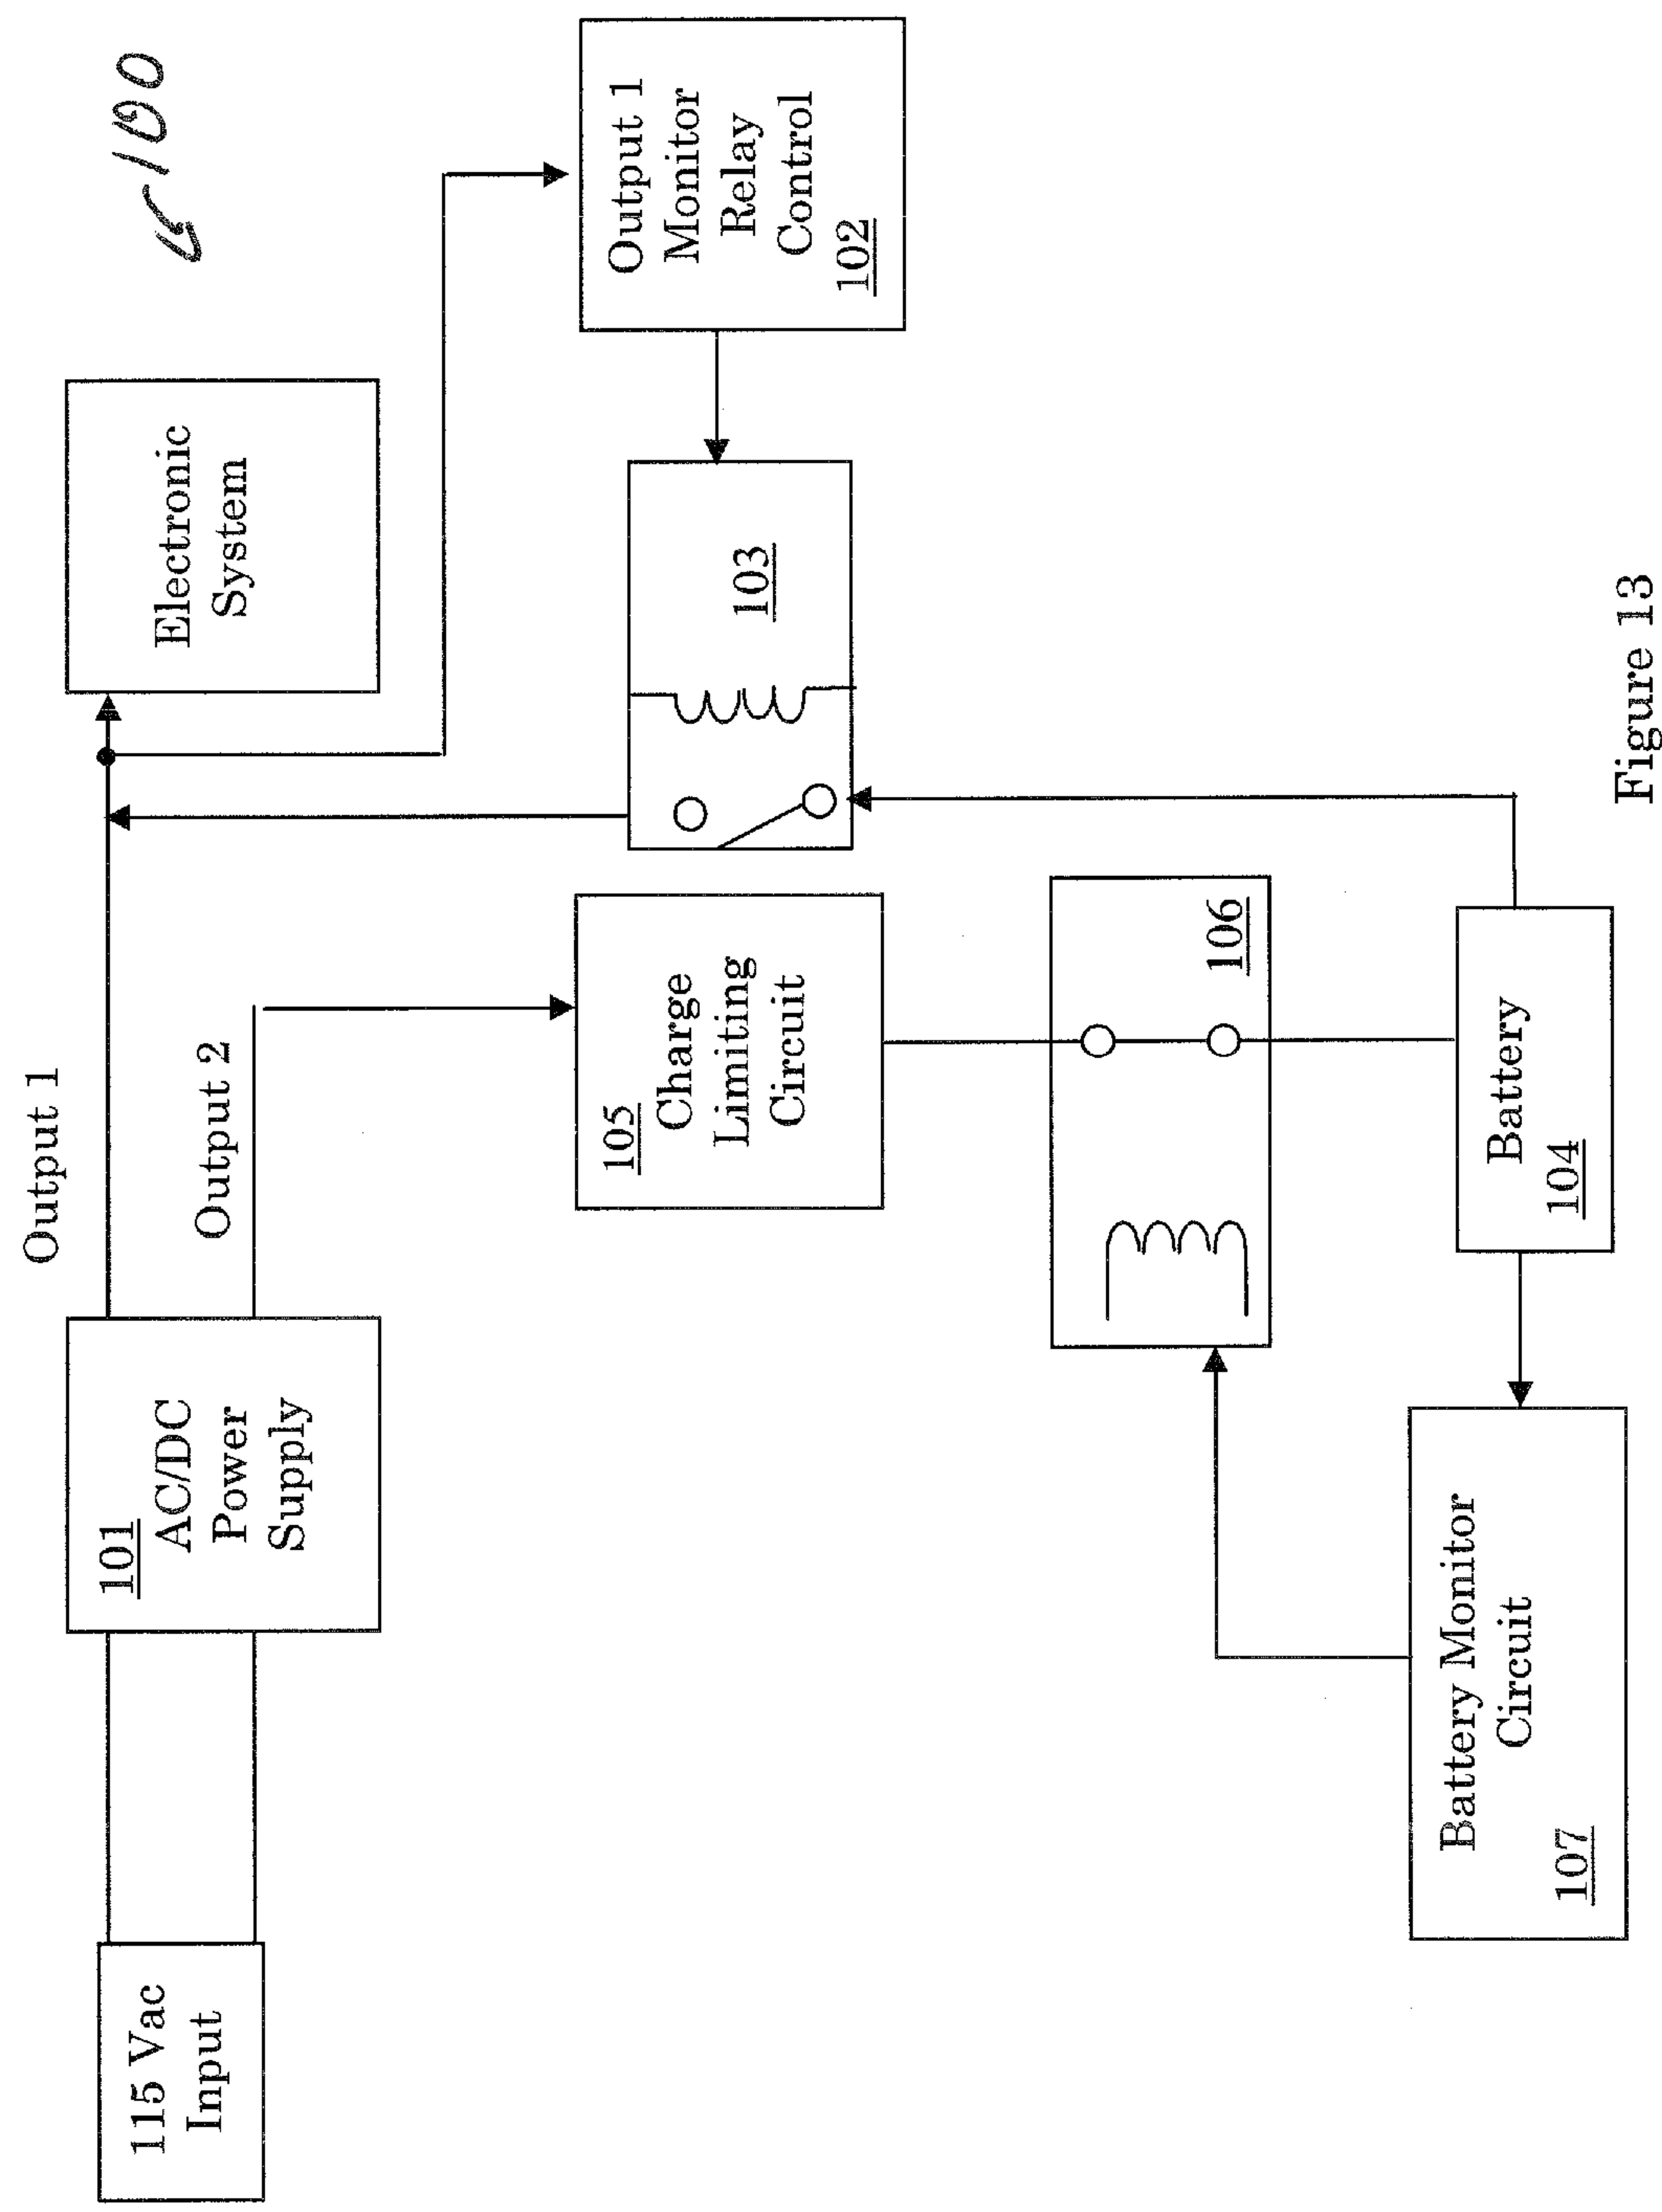 100
Output 1
Output 2
115 Vac
Input
101
AC/DC
Power
Supply
Electronic
System
105
Charge
Limiting
Circuit
103
Output 1
Monitor
Relay
Control
102
106
Battery Monitor
Circuit
107
Battery
104
Figure 13